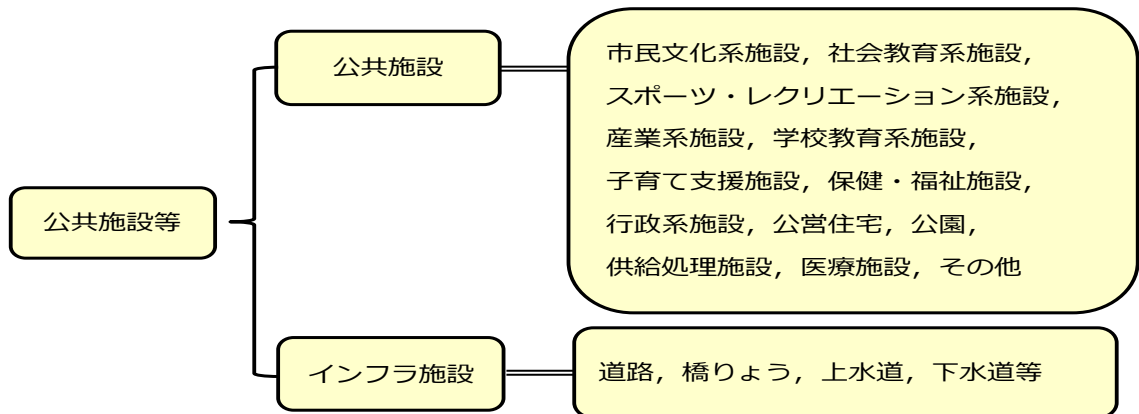 公共施設
市民文化系施設，社会教育系施設，
スポーツ・レクリエーション系施設，
産業系施設，学校教育系施設，
子育て支援施設，保健・福祉施設，
行政系施設，公営住宅，公園，
供給処理施設，医療施設，その他
公共施設等
インフラ施設
道路，橋りょう，上水道，下水道等